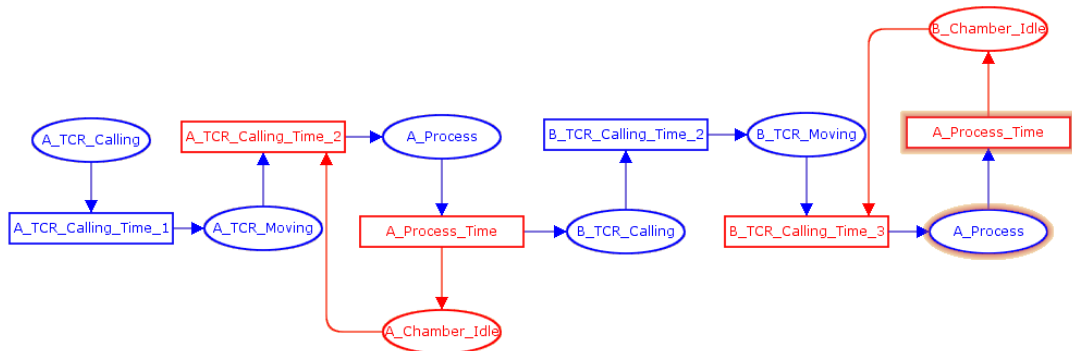 B_Chamber_Idle
A_TCR_Calling
A_TCR_Calling_Time_2
A_Process
B_TCR_Calling_Time_2
B_TCR_Moving
A_Process_Time
A_TCR_Calling_Time_1
A_TCR_Moving
A_Process_Time
B_TCR_Calling
B_TCR_Calling_Time_3
A_Process
A_Chamber_Idle